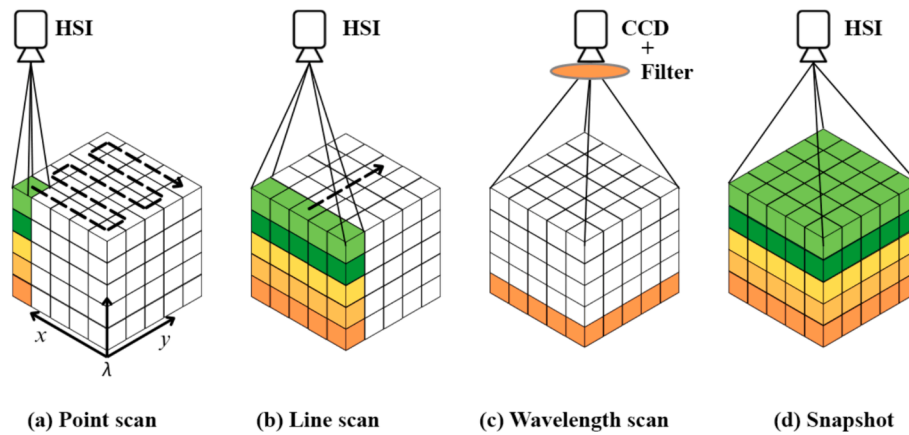 HSI
HSI
CCD
+
Filter
HSI
x
y
λ
(a) Point scan
(b) Line scan
(c) Wavelength scan
(d) Snapshot